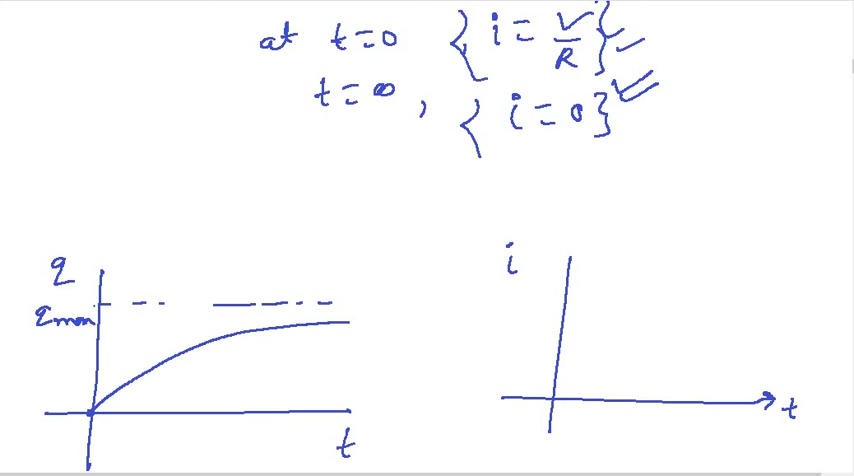 at t=0 { i = V/R }
t=∞, { i=0 }
q
i
qmax
t
t